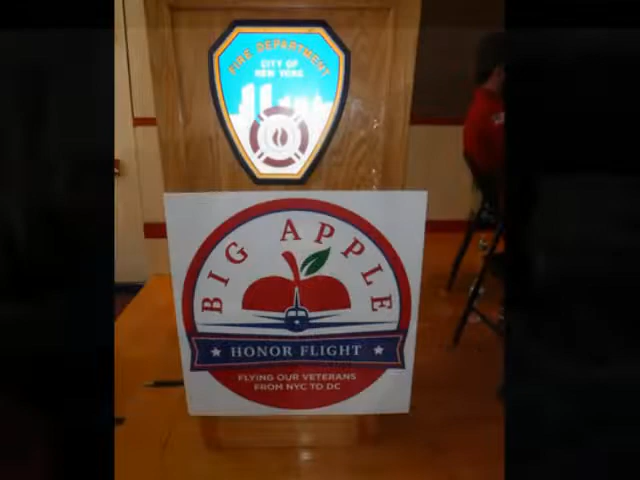 FIRE DEPARTMENT
CITY OF
NEW YORK
BIG APPLE
HONOR FLIGHT
FLYING OUR VETERANS
FROM NYC TO DC